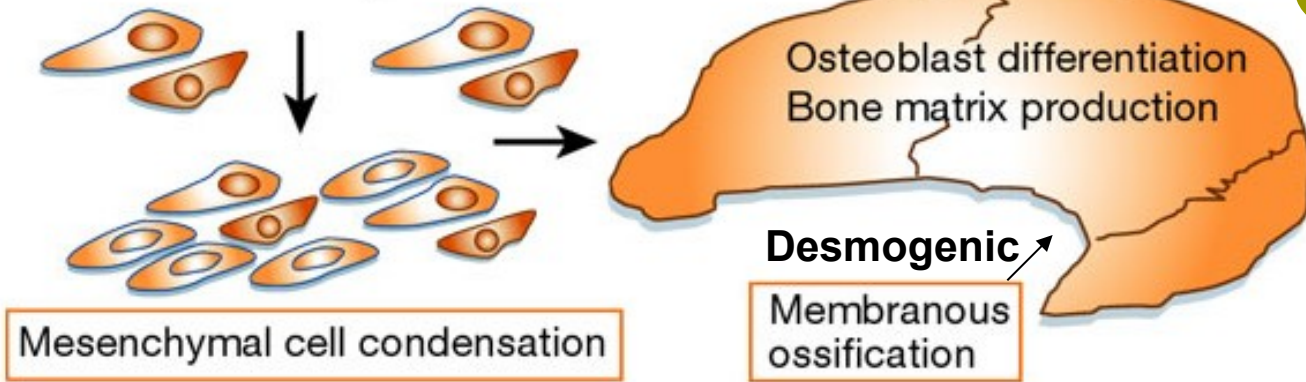 Osteoblast differentiation
Bone matrix production
Desmogenic
Mesenchymal cell condensation
Membranous
ossification